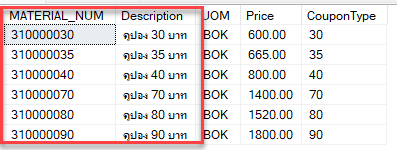 MATERIAL_NUM Description UOM Price CouponType
310000030 คูปอง 30 บาท BOK 600.00 30
310000035 คูปอง 35 บาท BOK 665.00 35
310000040 คูปอง 40 บาท BOK 800.00 40
310000070 คูปอง 70 บาท BOK 1400.00 70
310000080 คูปอง 80 บาท BOK 1520.00 80
310000090 คูปอง 90 บาท BOK 1800.00 90